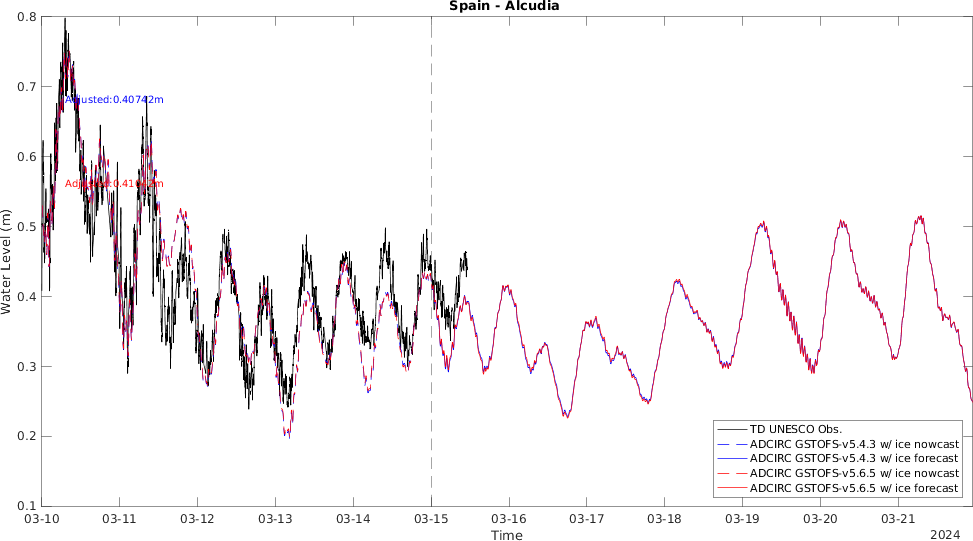 Spain - Alcudia
Water Level (m)
0.8
0.7
0.6
0.5
0.4
0.3
0.2
0.1
Adjusted:0.40742m
TD UNESCO Obs.
ADCIRC GSTOFS-v5.4.3 w/ ice nowcast
ADCIRC GSTOFS-v5.4.3 w/ ice forecast
ADCIRC GSTOFS-v5.6.5 w/ ice nowcast
ADCIRC GSTOFS-v5.6.5 w/ ice forecast
03-10 03-11 03-12 03-13 03-14 03-15 03-16 03-17 03-18 03-19 03-20 03-21
Time
2024